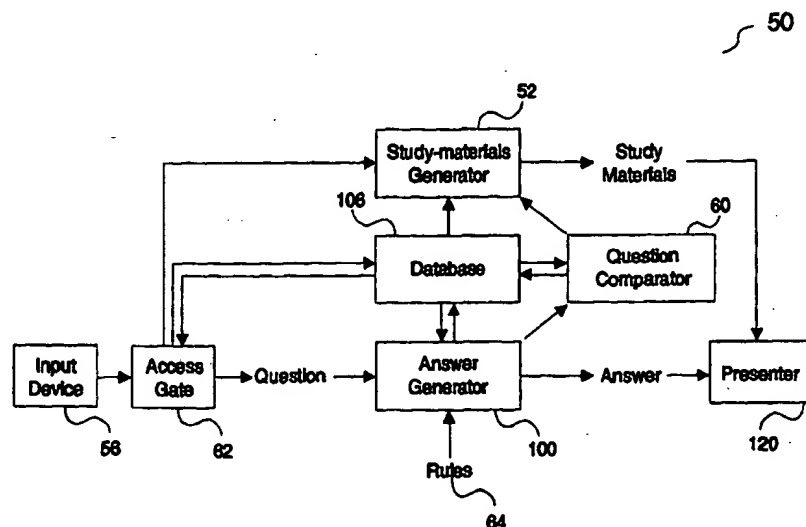 50
52
Study-materials
Generator
Study
Materials
106
60
Database
Question
Comparator
Input
Device
Access
Gate
Question
Answer
Generator
Answer
Presenter
56
62
100
120
Rules
64